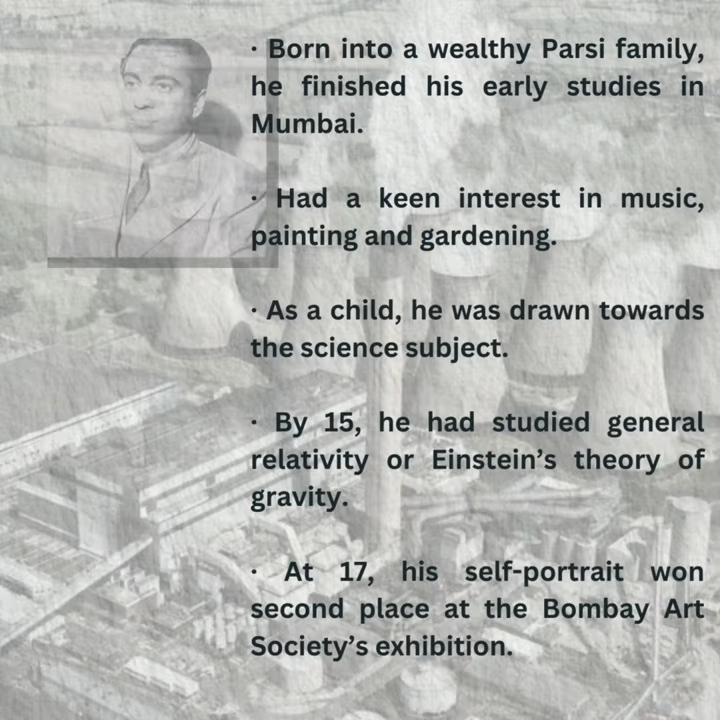 · Born into a wealthy Parsi family,
he finished his early studies in
Mumbai.
· Had a keen interest in music,
painting and gardening.
· As a child, he was drawn towards
the science subject.
· By 15, he had studied general
relativity or Einstein’s theory of
gravity.
· At 17, his self-portrait won
second place at the Bombay Art
Society’s exhibition.